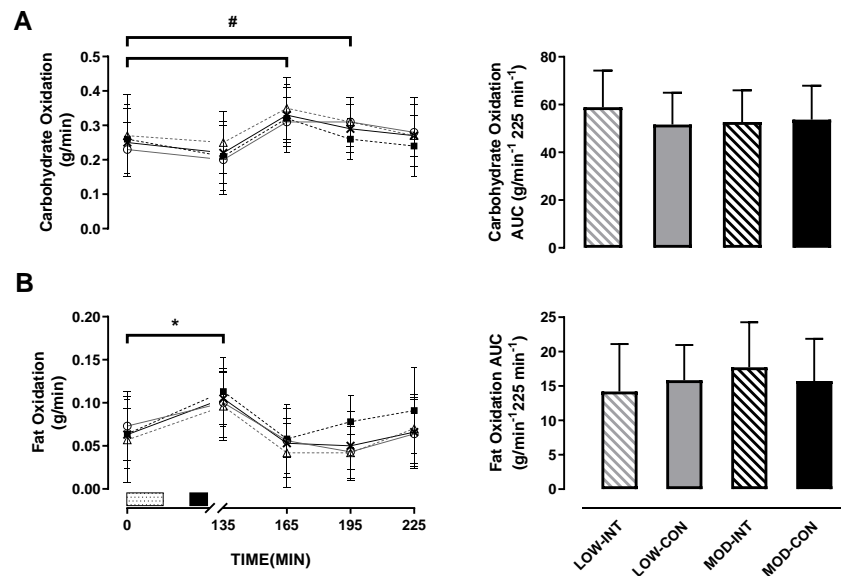 A
#
Carbohydrate Oxidation
(g/min)
0.5
0.4
0.3
0.2
0.1
0.0
Carbohydrate Oxidation
AUC (g/min⁻¹ 225 min⁻¹)
80
60
40
20
0
B
*
Fat Oxidation
(g/min)
0.20
0.15
0.10
0.05
0.00
0
135
165
195
225
TIME(MIN)
Fat Oxidation AUC
(g/min⁻¹225 min⁻¹)
25
20
15
10
5
0
LOW-INT
LOW-CON
MOD-INT
MOD-CON